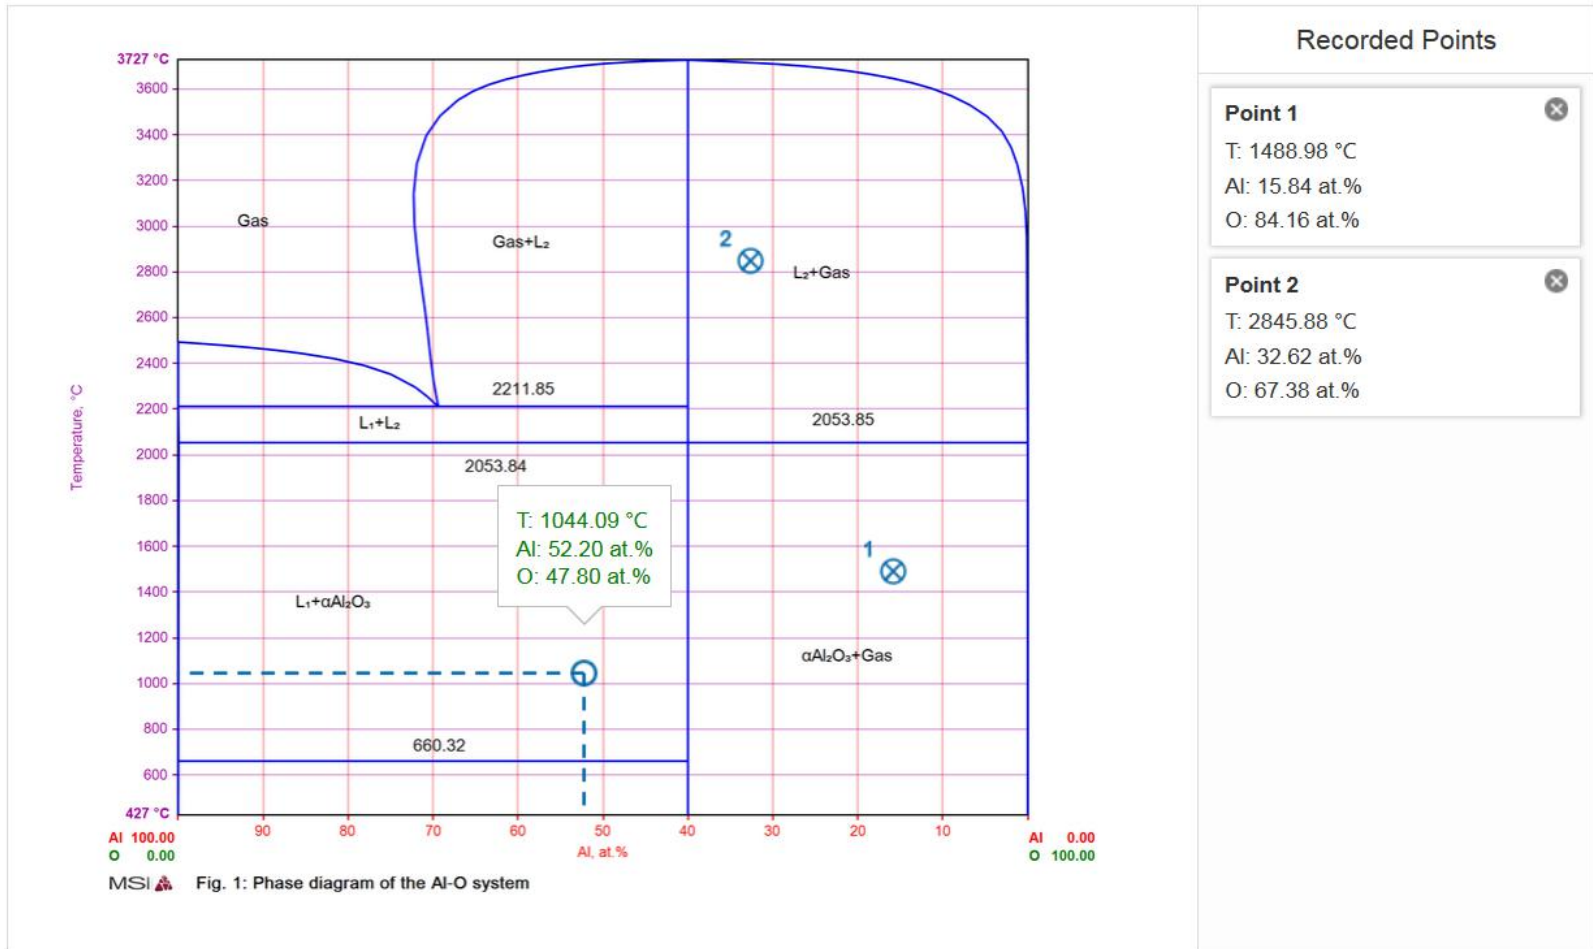 3727 °C
3600
3400
3200
3000
2800
2600
2400
2200
2000
1800
1600
1400
1200
1000
800
600
427 °C
Temperature, °C
Gas
Gas+L₂
2
L₂+Gas
2211.85
L₁+L₂
2053.85
2053.84
T: 1044.09 °C
Al: 52.20 at.%
O: 47.80 at.%
1
L₁+αAl₂O₃
αAl₂O₃+Gas
660.32
90 80 70 60 50 40 30 20 10
Al 100.00
O 0.00
Al, at.%
Al 0.00
O 100.00
MSI Fig. 1: Phase diagram of the Al-O system
Recorded Points
Point 1
T: 1488.98 °C
Al: 15.84 at.%
O: 84.16 at.%
Point 2
T: 2845.88 °C
Al: 32.62 at.%
O: 67.38 at.%